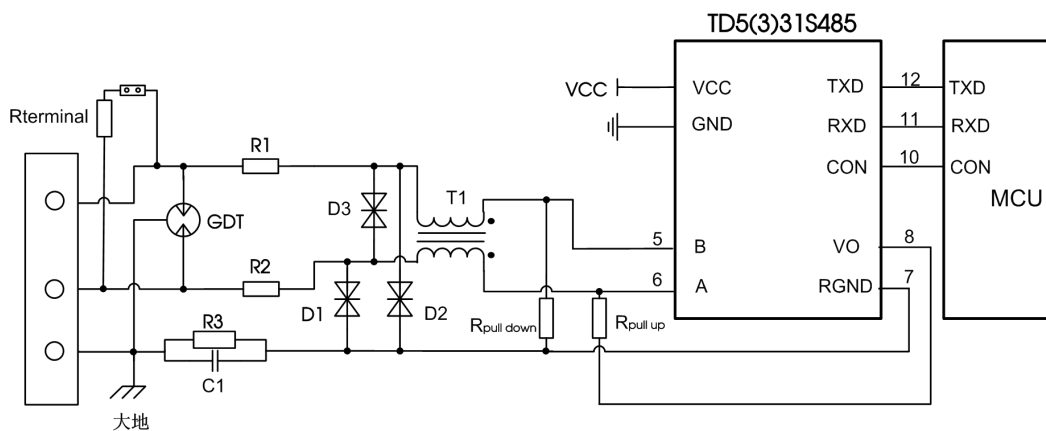 TD5(3)31S485
VCC
VCC
TXD
12
TXD
Rterminal
GND
RXD
11
RXD
R1
CON
10
CON
MCU
D3
T1
GDT
5
B
VO
8
R2
6
A
RGND
7
D1
D2
Rpull down
Rpull up
R3
C1
大地